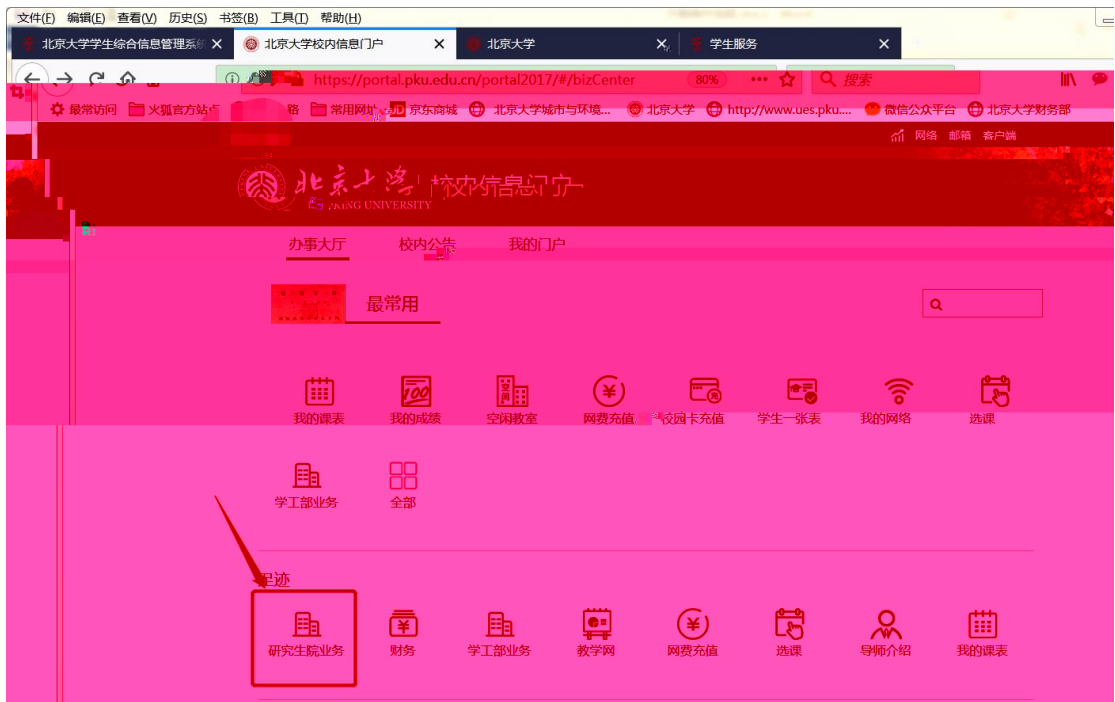 文件(F) 编辑(E) 查看(V) 历史(S) 书签(B) 工具(T) 帮助(H)
北京大学学生综合信息管理系统 北京大学校内信息门户 北京大学 学生服务
https://portal.pku.edu.cn/portal2017/#/bizCenter 80% 搜索
最常访问 火狐官方站点 常用网址 JD 京东商城 北京大学城市与环境... 北京大学 http://www.ues.pku.... 微信公众平台 北京大学财务部
网络 邮箱 客户端
北京大学 校内信息门户
UNIVERSITY
办事大厅 校内公告 我的门户
最常用
我的课表 我的成绩 空闲教室 网费充值 校园卡充值 学生一张表 我的网络 选课
学工部业务 全部
足迹
研究生院业务 财务 学工部业务 教学网 网费充值 选课 导师介绍 我的课表